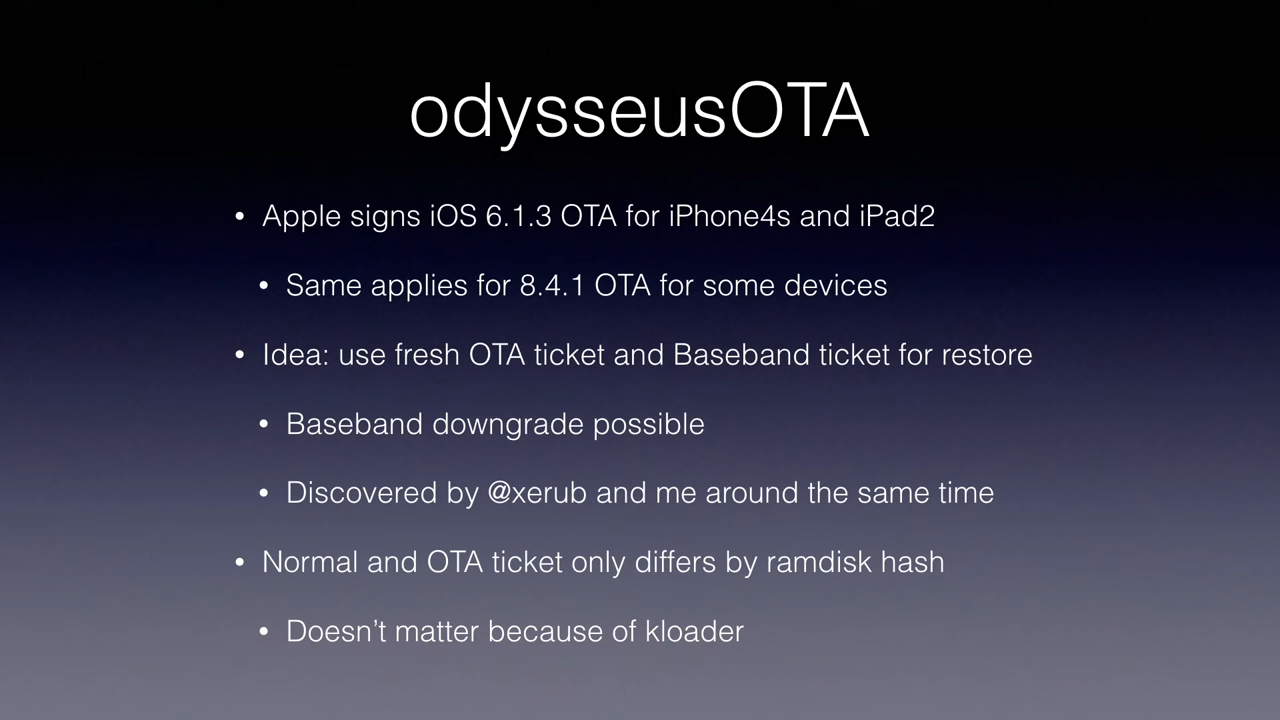 odysseusOTA
• Apple signs iOS 6.1.3 OTA for iPhone4s and iPad2
• Same applies for 8.4.1 OTA for some devices
• Idea: use fresh OTA ticket and Baseband ticket for restore
• Baseband downgrade possible
• Discovered by @xerub and me around the same time
• Normal and OTA ticket only differs by ramdisk hash
• Doesn’t matter because of kloader